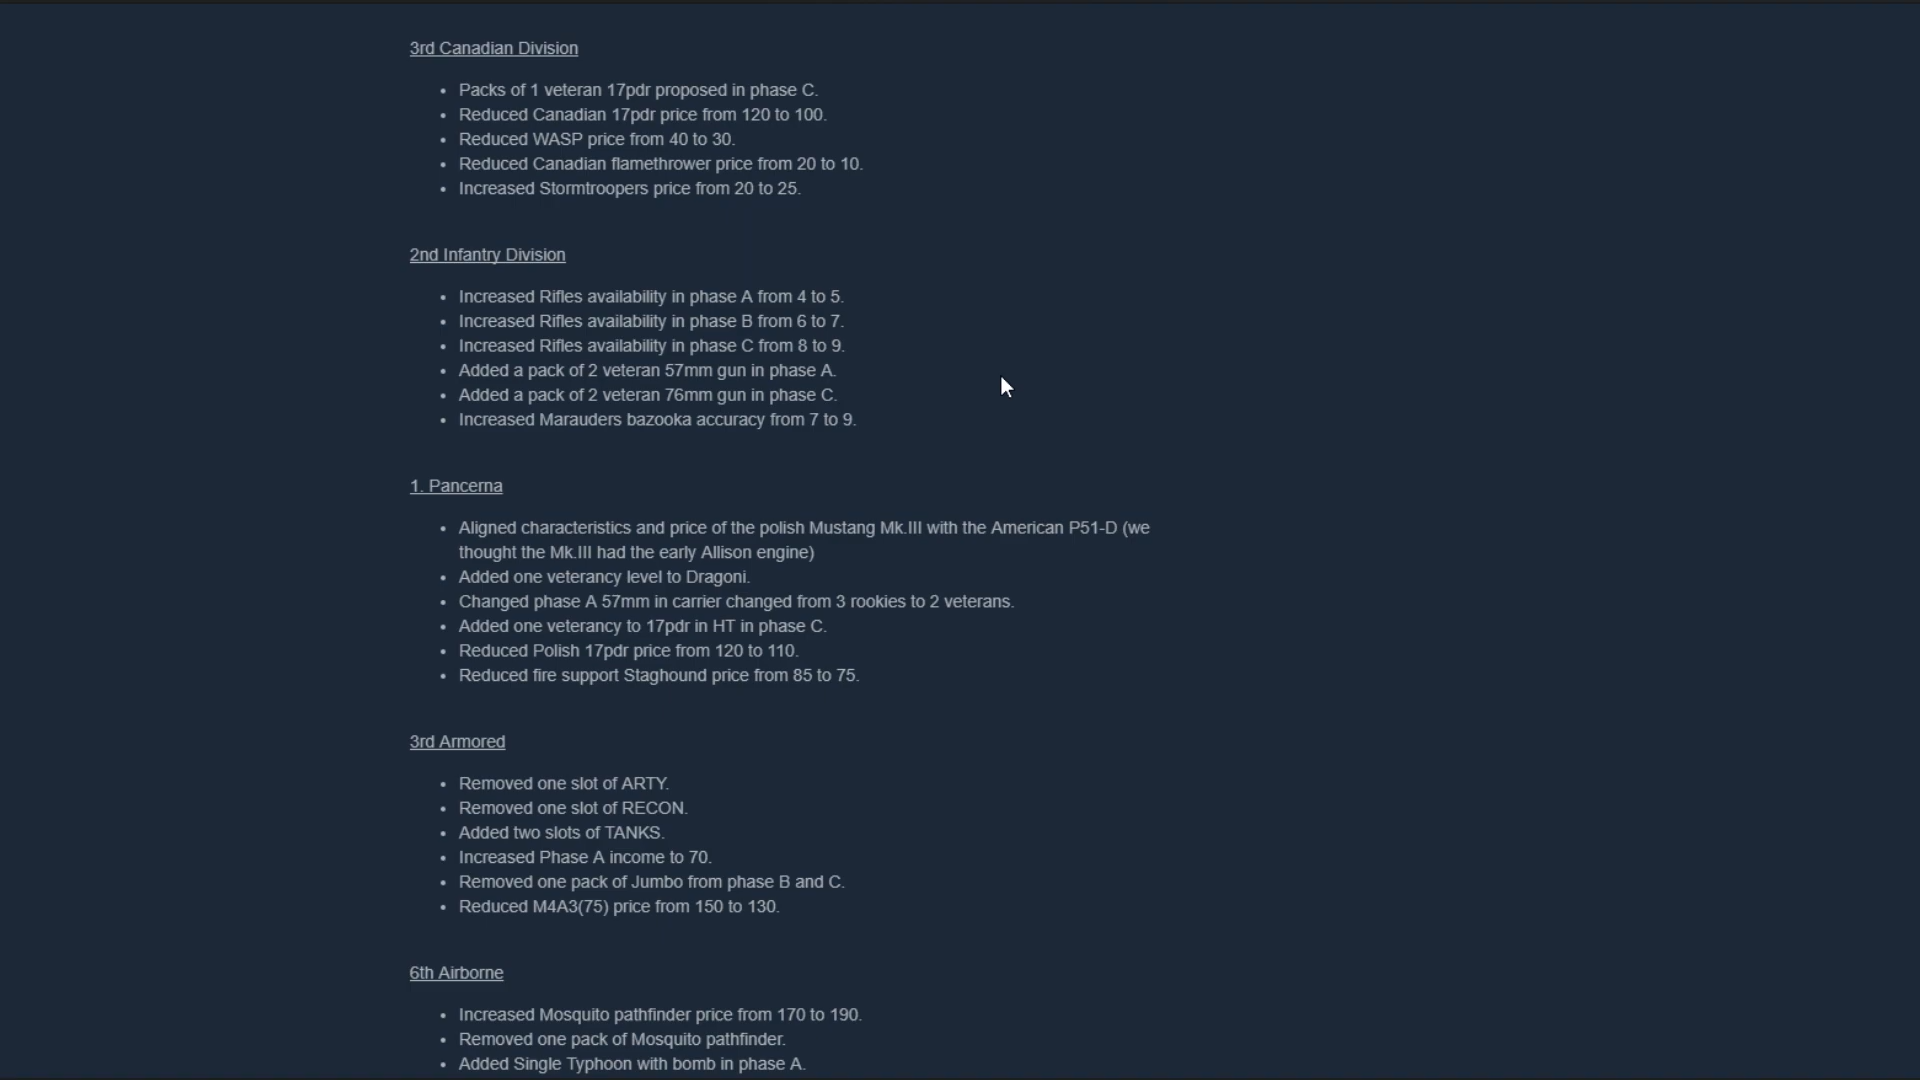 3rd Canadian Division
• Packs of 1 veteran 17pdr proposed in phase C.
• Reduced Canadian 17pdr price from 120 to 100.
• Reduced WASP price from 40 to 30.
• Reduced Canadian flamethrower price from 20 to 10.
• Increased Stormtroopers price from 20 to 25.
2nd Infantry Division
• Increased Rifles availability in phase A from 4 to 5.
• Increased Rifles availability in phase B from 6 to 7.
• Increased Rifles availability in phase C from 8 to 9.
• Added a pack of 2 veteran 57mm gun in phase A.
• Added a pack of 2 veteran 76mm gun in phase C.
• Increased Marauders bazooka accuracy from 7 to 9.
1. Pancerna
• Aligned characteristics and price of the polish Mustang Mk.III with the American P51-D (we
thought the Mk.III had the early Allison engine)
• Added one veterancy level to Dragoni.
• Changed phase A 57mm in carrier changed from 3 rookies to 2 veterans.
• Added one veterancy to 17pdr in HT in phase C.
• Reduced Polish 17pdr price from 120 to 110.
• Reduced fire support Staghound price from 85 to 75.
3rd Armored
• Removed one slot of ARTY.
• Removed one slot of RECON.
• Added two slots of TANKS.
• Increased Phase A income to 70.
• Removed one pack of Jumbo from phase B and C.
• Reduced M4A3(75) price from 150 to 130.
6th Airborne
• Increased Mosquito pathfinder price from 170 to 190.
• Removed one pack of Mosquito pathfinder.
• Added Single Typhoon with bomb in phase A.